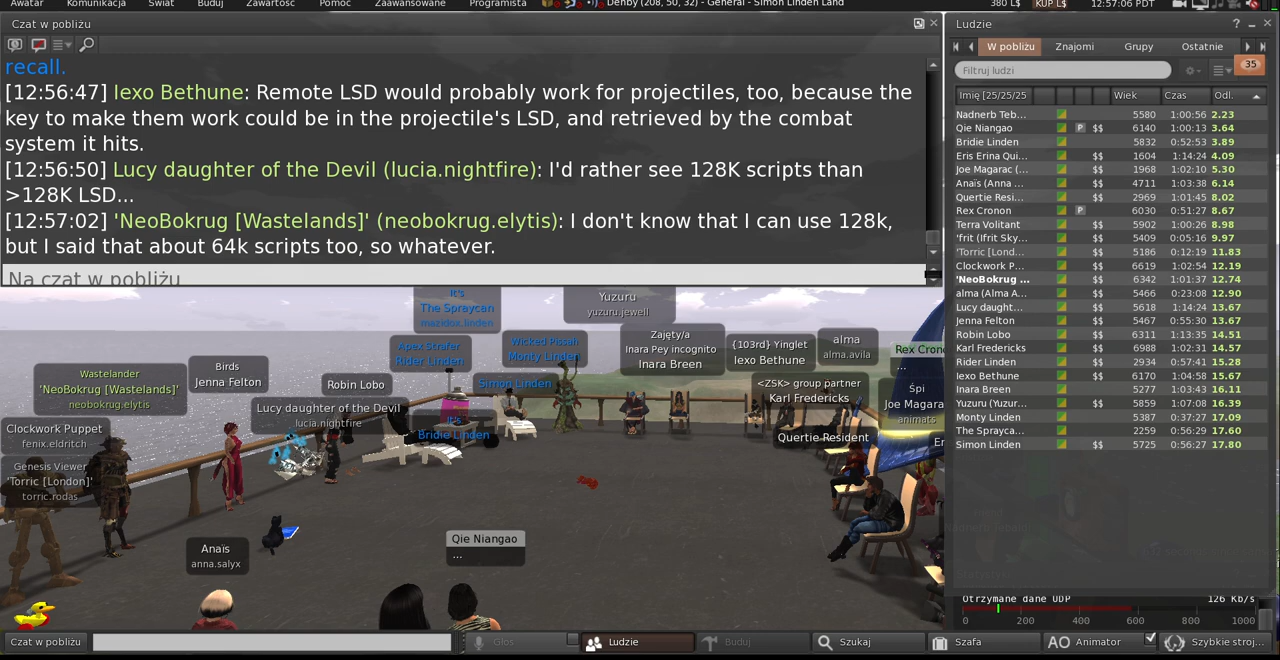 Awatar Komunikacja Świat Buduj Zawartość Pomoc Zaawansowane Programista Denby (208, 50, 32) - General - Simon Linden Land 380 L$ KUP L$ 12:57:06 PDT
Czat w pobliżu
recall.
[12:56:47] Iexo Bethune: Remote LSD would probably work for projectiles, too, because the
key to make them work could be in the projectile's LSD, and retrieved by the combat
system it hits.
[12:56:50] Lucy daughter of the Devil (lucia.nightfire): I'd rather see 128K scripts than
>128K LSD...
[12:57:02] 'NeoBokrug [Wastelands]' (neobokrug.elytis): I don't know that I can use 128k,
but I said that about 64k scripts too, so whatever.
Na czat w pobliżu
It's
The Spraycan
mazidox.linden
Yuzuru
yuzuru.jewell
Apex Strafer
Rider Linden
Wicked Pissah
Monty Linden
Zajęty/a
Inara Pey incognito
Inara Breen
{103rd} Yinglet
Iexo Bethune
alma
alma.avila
Rex Crono
...
Wastelander
'NeoBokrug [Wastelands]'
neobokrug.elytis
Birds
Jenna Felton
Robin Lobo
Simon Linden
<ZSK> group partner
Karl Fredericks
Śpi
Joe Magara
animats
Lucy daughter of the Devil
lucia.nightfire
It's
Bridie Linden
Clockwork Puppet
fenix.eldritch
Quertie Resident
Genesis Viewer
'Torric [London]'
torric.rodas
Qie Niangao
...
Anaïs
anna.salyx
Ludzie
? _ ×
W pobliżu Znajomi Grupy Ostatnie
35
Filtruj ludzi
Imię [25/25/25 Wiek Czas Odl.
Nadnerb Teb... 5580 1:00:56 2.23
Qie Niangao P $$ 6140 1:00:13 3.64
Bridie Linden 5832 0:52:53 3.89
Eris Erina Qui... $$ 1604 1:14:24 4.09
Joe Magarac (... $$ 1968 1:02:10 5.30
Anaïs (Anna ... $$ 4711 1:03:38 6.14
Quertie Resi... $$ 2969 1:01:45 8.02
Rex Cronon P 6030 0:51:27 8.67
Terra Volitant $$ 5902 1:00:26 8.98
'frit (Ifrit Sky... $$ 5409 0:05:16 9.97
'Torric [Lond... $$ 5186 0:12:19 11.83
Clockwork P... $$ 6619 1:02:54 12.19
'NeoBokrug ... $$ 6342 1:01:37 12.74
alma (Alma A... $$ 5466 0:23:08 12.90
Lucy daught... $$ 5618 1:14:24 13.67
Jenna Felton $$ 5467 0:55:30 13.67
Robin Lobo $$ 6311 1:13:35 14.51
Karl Fredericks $$ 6988 1:02:31 14.57
Rider Linden $$ 2934 0:57:41 15.28
Iexo Bethune $$ 6170 1:04:58 15.67
Inara Breen 5277 1:03:43 16.11
Yuzuru (Yuzur... $$ 5859 1:07:08 16.39
Monty Linden 5387 0:37:27 17.09
The Sprayca... 2259 0:56:29 17.60
Simon Linden $$ 5725 0:56:27 17.80
Otrzymane dane UDP 126 Kb/s
0 200 400 600 800 1000
Czat w pobliżu Głos Ludzie Buduj Szukaj Szafa AO Animator Szybkie stroj...